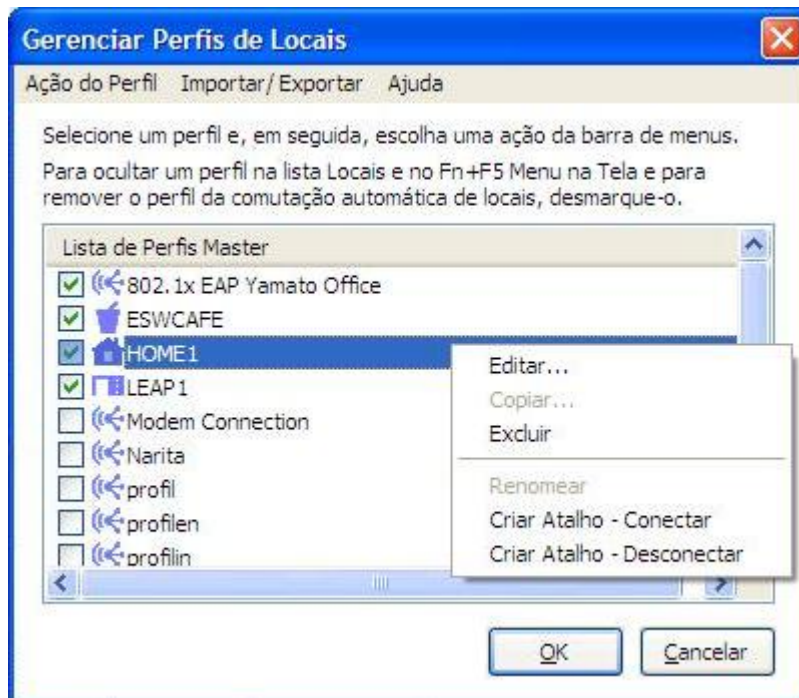 Gerenciar Perfis de Locais
Ação do Perfil Importar/Exportar Ajuda
Selecione um perfil e, em seguida, escolha uma ação da barra de menus.
Para ocultar um perfil na lista Locais e no Fn+F5 Menu na Tela e para
remover o perfil da comutação automática de locais, desmarque-o.
Lista de Perfis Master
802.1x EAP Yamato Office
ESWCAFE
HOME1
LEAP1
Modem Connection
Narita
profil
profilen
profilin
Editar...
Copiar...
Excluir
Renomear
Criar Atalho - Conectar
Criar Atalho - Desconectar
OK Cancelar